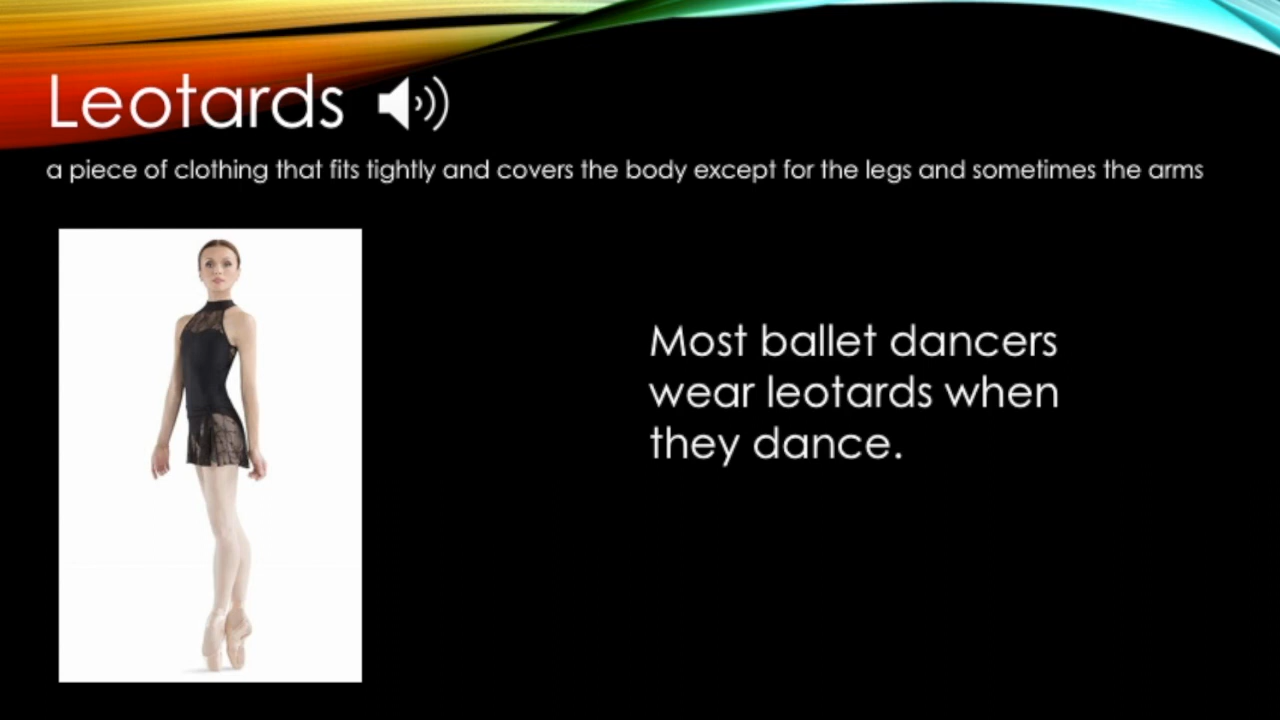 Leotards
a piece of clothing that fits tightly and covers the body except for the legs and sometimes the arms
Most ballet dancers
wear leotards when
they dance.